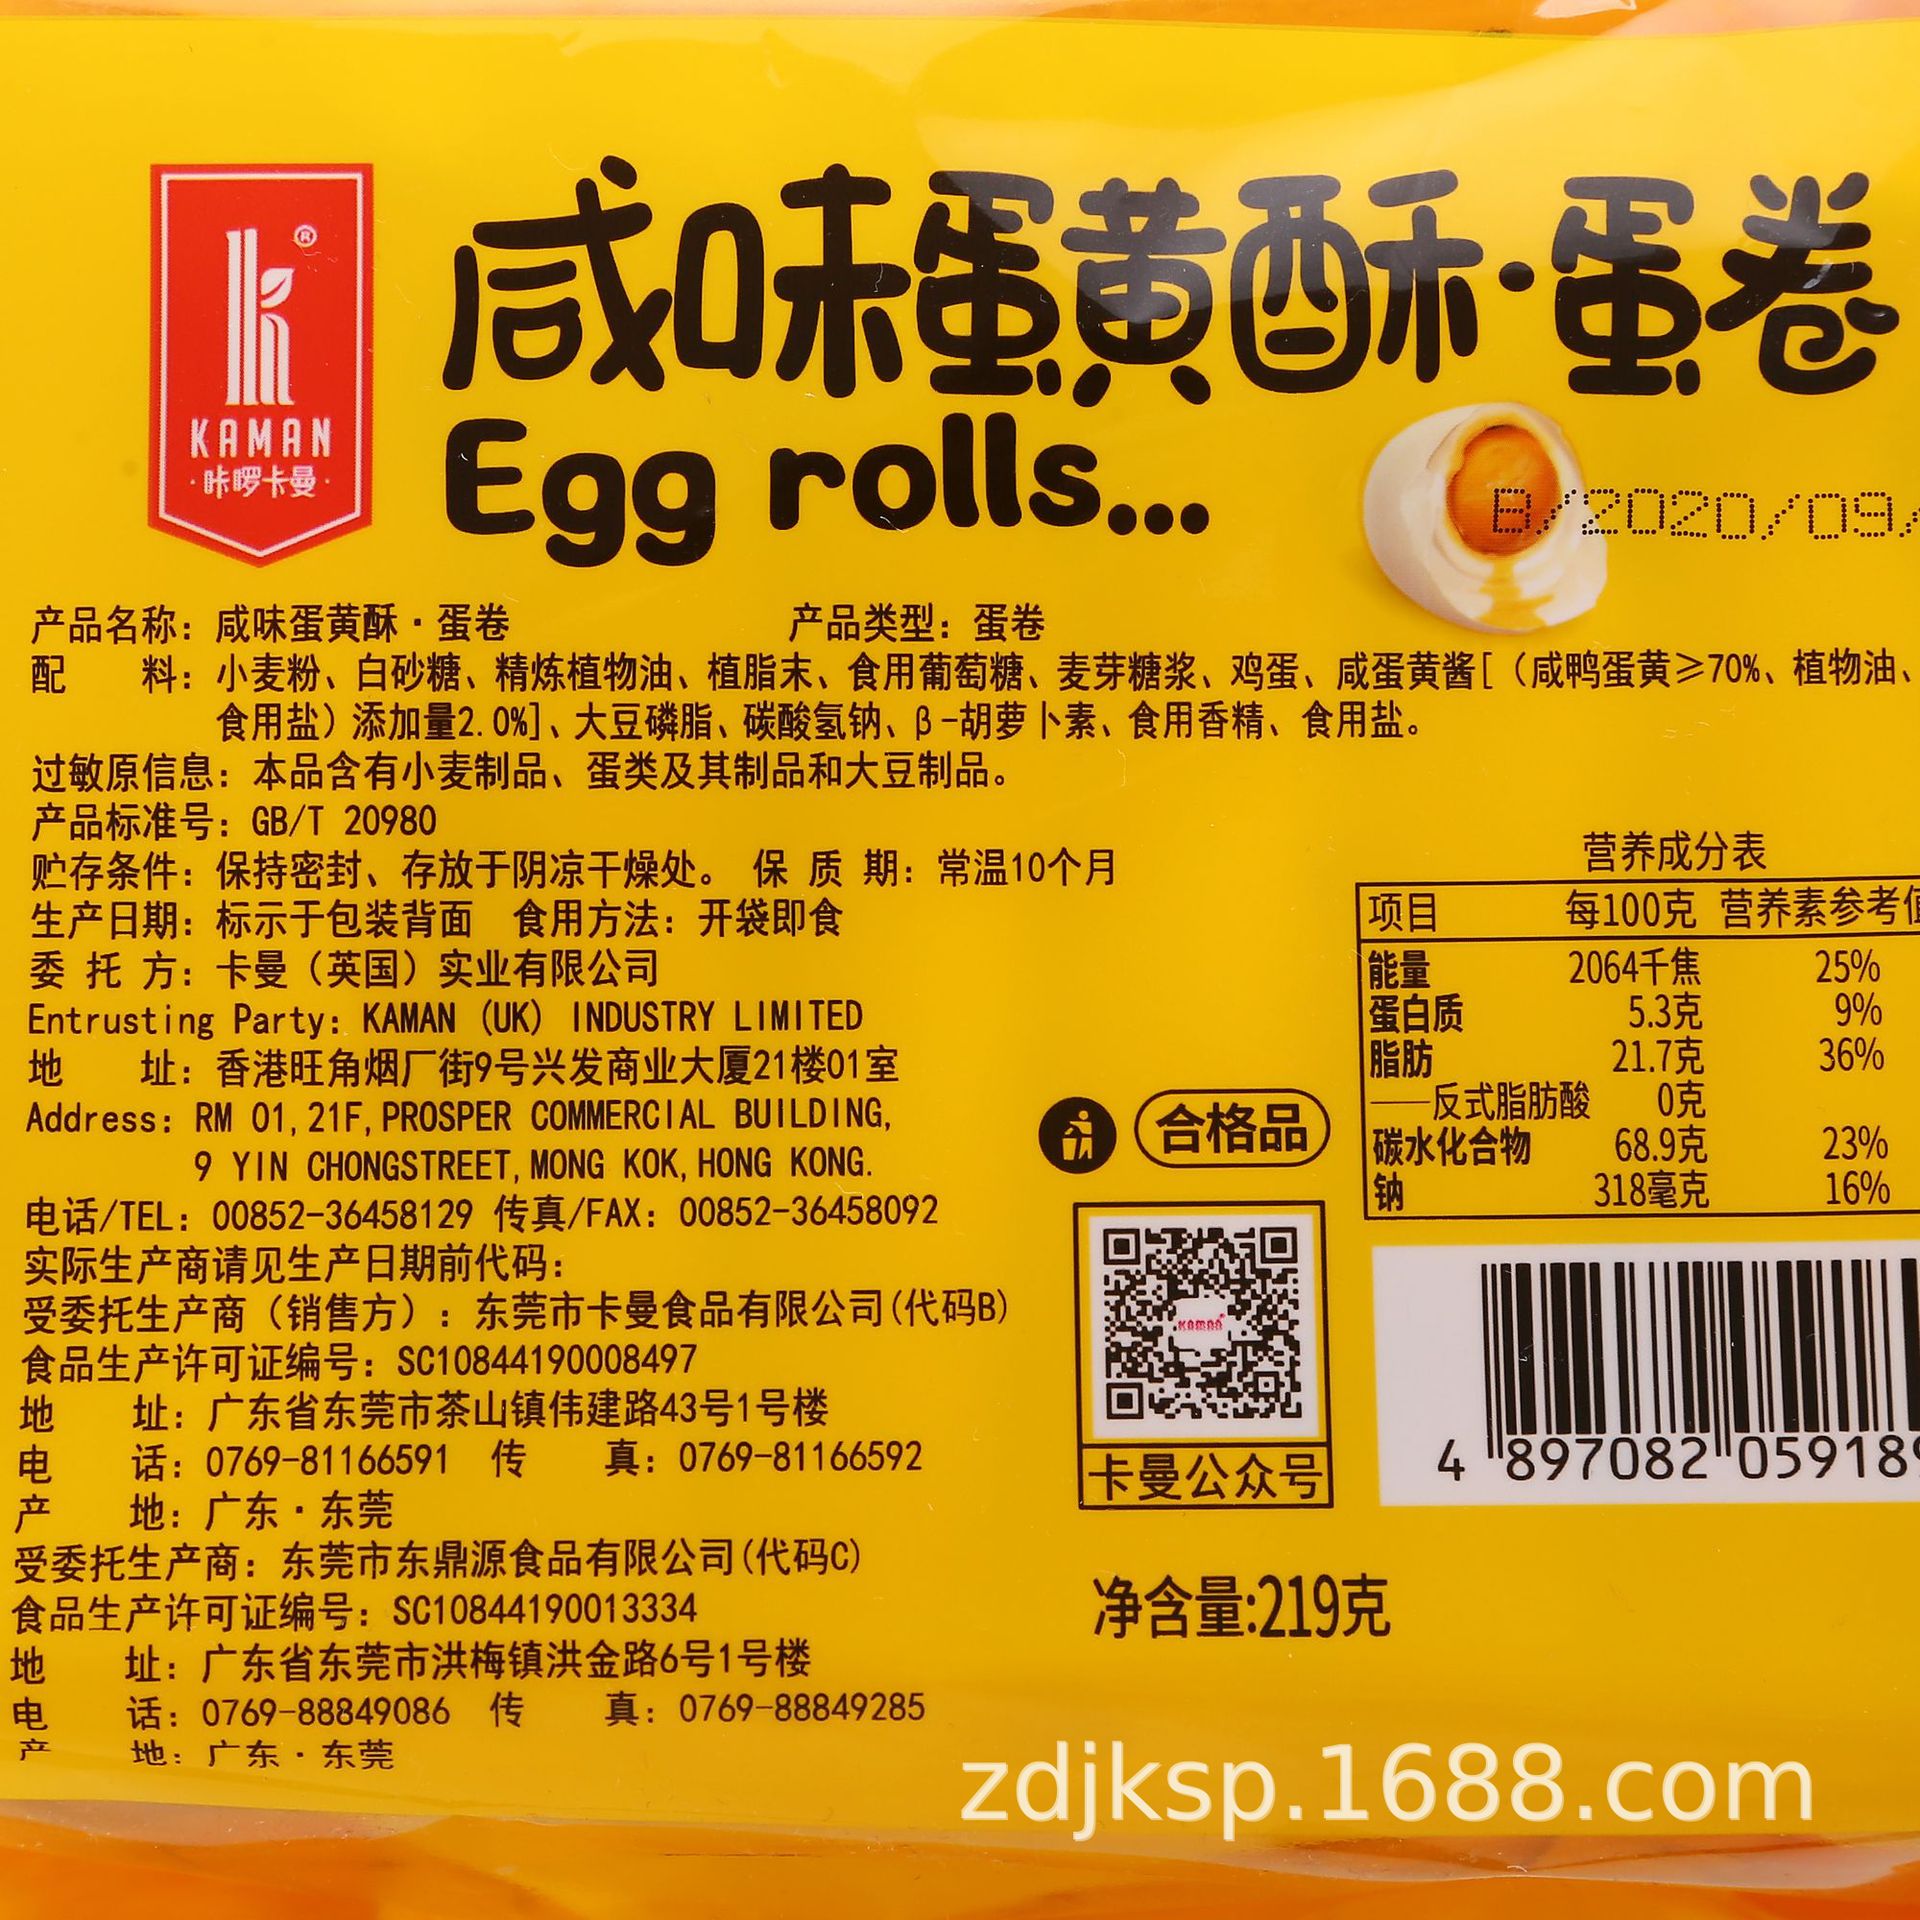 KAMAN
·咔啰卡曼·
咸味蛋黄酥·蛋卷
Egg rolls...
B/2020/09/
产品名称：咸味蛋黄酥·蛋卷 产品类型：蛋卷
配 料：小麦粉、白砂糖、精炼植物油、植脂末、食用葡萄糖、麦芽糖浆、鸡蛋、咸蛋黄酱[（咸鸭蛋黄≥70%、植物油、
食用盐）添加量2.0%]、大豆磷脂、碳酸氢钠、β-胡萝卜素、食用香精、食用盐。
过敏原信息：本品含有小麦制品、蛋类及其制品和大豆制品。
产品标准号：GB/T 20980
贮存条件：保持密封、存放于阴凉干燥处。 保 质 期：常温10个月
生产日期：标示于包装背面 食用方法：开袋即食
委 托 方：卡曼（英国）实业有限公司
Entrusting Party: KAMAN (UK) INDUSTRY LIMITED
地 址：香港旺角烟厂街9号兴发商业大厦21楼01室
Address: RM 01,21F,PROSPER COMMERCIAL BUILDING,
9 YIN CHONGSTREET,MONG KOK,HONG KONG.
电话/TEL: 00852-36458129 传真/FAX: 00852-36458092
实际生产商请见生产日期前代码：
受委托生产商（销售方）：东莞市卡曼食品有限公司(代码B)
食品生产许可证编号：SC10844190008497
地 址：广东省东莞市茶山镇伟建路43号1号楼
电 话：0769-81166591 传 真：0769-81166592
产 地：广东·东莞
受委托生产商：东莞市东鼎源食品有限公司(代码C)
食品生产许可证编号：SC10844190013334
地 址：广东省东莞市洪梅镇洪金路6号1号楼
电 话：0769-88849086 传 真：0769-88849285
产 地：广东·东莞
营养成分表
项目 每100克 营养素参考值
能量 2064千焦 25%
蛋白质 5.3克 9%
脂肪 21.7克 36%
——反式脂肪酸 0克
碳水化合物 68.9克 23%
钠 318毫克 16%
合格品
KAMAN
卡曼公众号
4 897082 059189
净含量:219克
zdjksp.1688.com